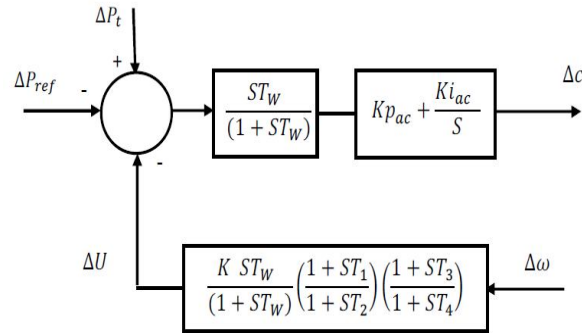 ΔP_t
+
ΔP_ref -
ST_W / (1 + ST_W)
Kp_ac + Ki_ac / S
Δc
-
ΔU
K ST_W / (1 + ST_W) ((1 + ST_1) / (1 + ST_2)) ((1 + ST_3) / (1 + ST_4))
Δω